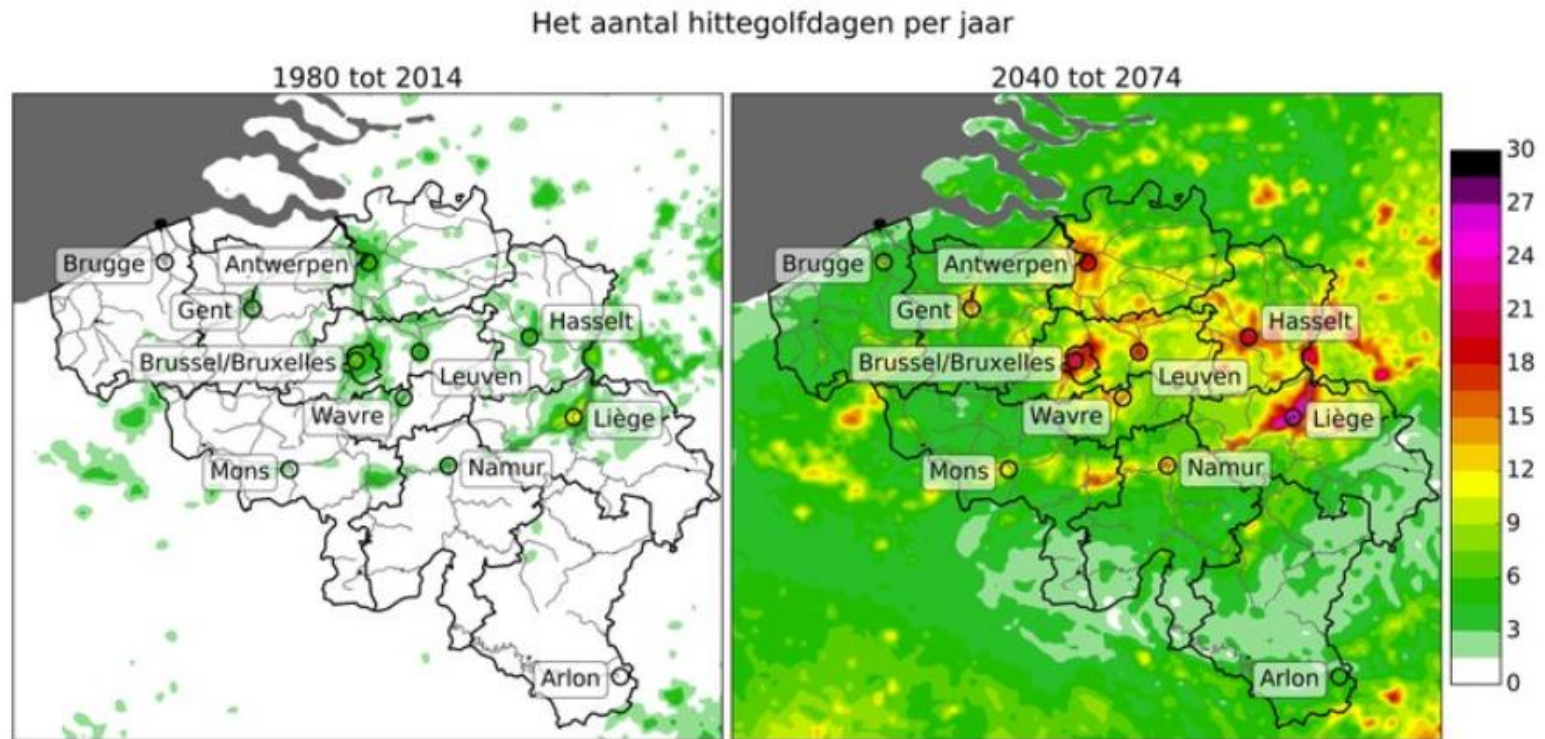 Het aantal hittegolfdagen per jaar
1980 tot 2014
Brugge
Antwerpen
Gent
Hasselt
Brussel/Bruxelles
Leuven
Wavre
Liège
Mons
Namur
Arlon
2040 tot 2074
Brugge
Antwerpen
Gent
Hasselt
Brussel/Bruxelles
Leuven
Wavre
Liège
Mons
Namur
Arlon
30
27
24
21
18
15
12
9
6
3
0